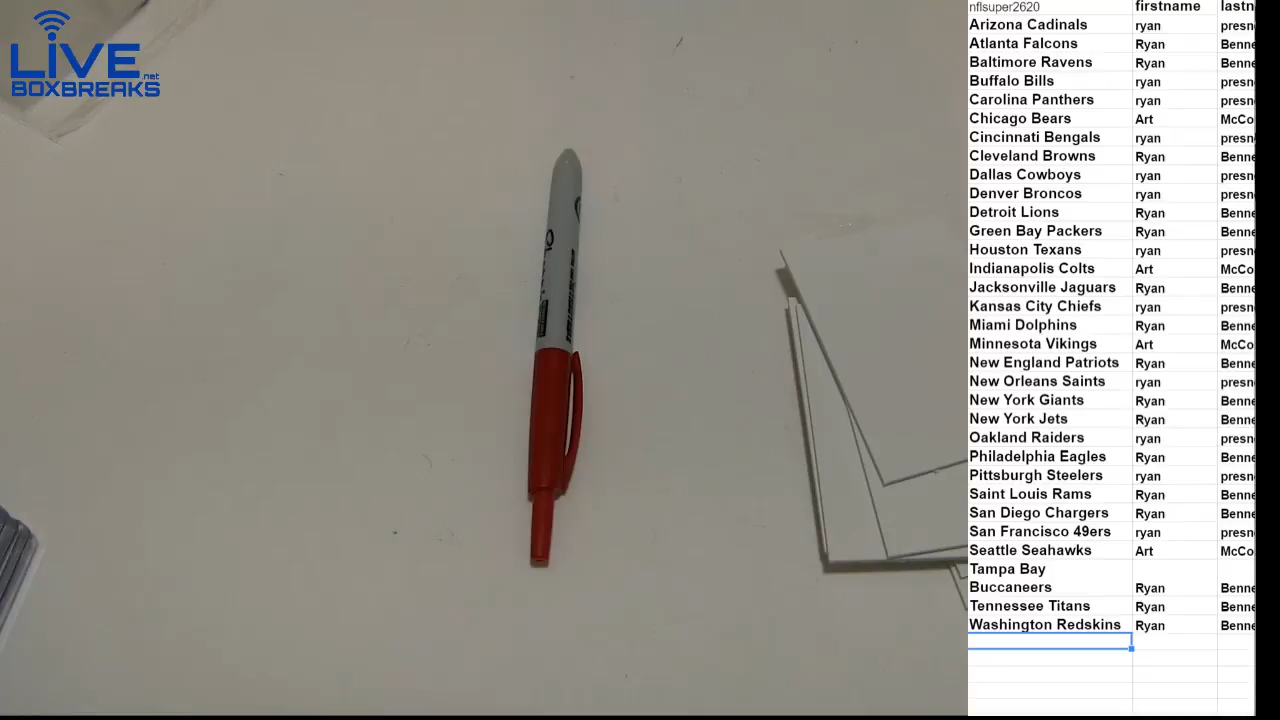 LIVE
.net
BOXBREAKS
nflsuper2620 firstname lastn
Arizona Cadinals ryan presn
Atlanta Falcons Ryan Benne
Baltimore Ravens Ryan Benne
Buffalo Bills ryan presn
Carolina Panthers ryan presn
Chicago Bears Art McCo
Cincinnati Bengals ryan presn
Cleveland Browns Ryan Benne
Dallas Cowboys ryan presn
Denver Broncos ryan presn
Detroit Lions Ryan Benne
Green Bay Packers Ryan Benne
Houston Texans ryan presn
Indianapolis Colts Art McCo
Jacksonville Jaguars Ryan Benne
Kansas City Chiefs ryan presn
Miami Dolphins Ryan Benne
Minnesota Vikings Art McCo
New England Patriots Ryan Benne
New Orleans Saints ryan presn
New York Giants Ryan Benne
New York Jets Ryan Benne
Oakland Raiders ryan presn
Philadelphia Eagles Ryan Benne
Pittsburgh Steelers ryan presn
Saint Louis Rams Ryan Benne
San Diego Chargers Ryan Benne
San Francisco 49ers ryan presn
Seattle Seahawks Art McCo
Tampa Bay
Buccaneers Ryan Benne
Tennessee Titans Ryan Benne
Washington Redskins Ryan Benne